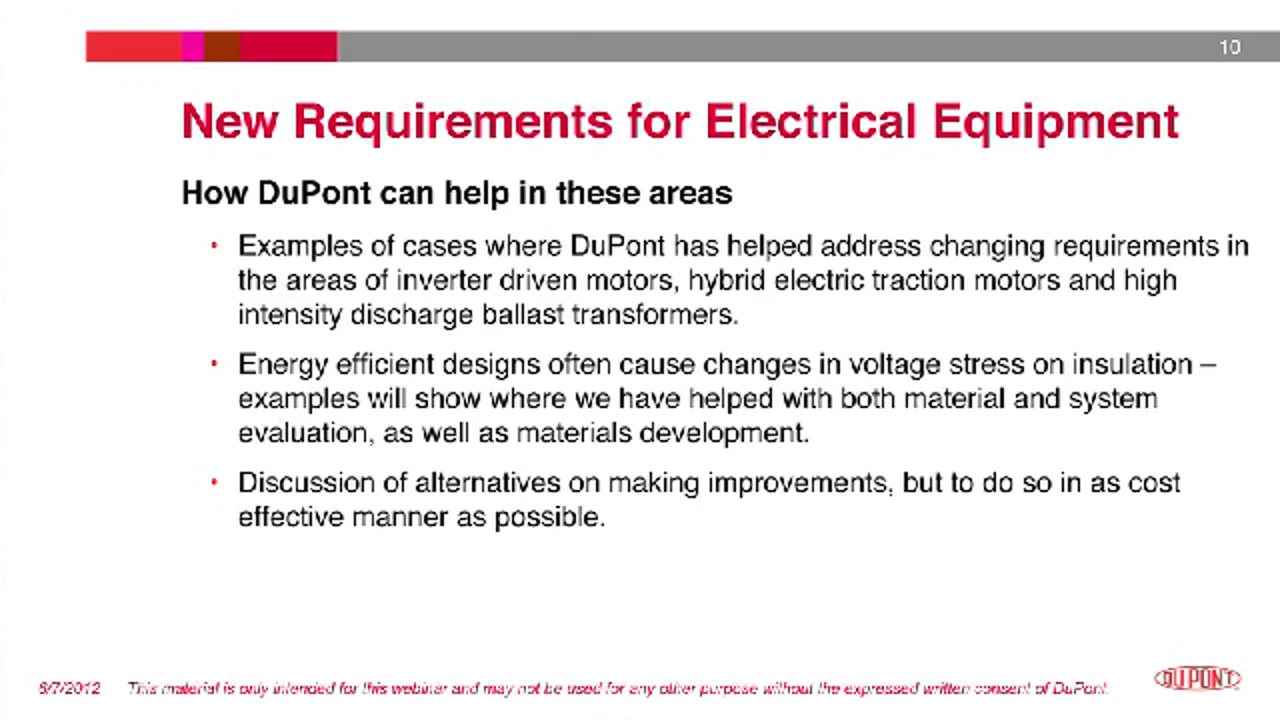 10
New Requirements for Electrical Equipment
How DuPont can help in these areas
• Examples of cases where DuPont has helped address changing requirements in
the areas of inverter driven motors, hybrid electric traction motors and high
intensity discharge ballast transformers.
• Energy efficient designs often cause changes in voltage stress on insulation –
examples will show where we have helped with both material and system
evaluation, as well as materials development.
• Discussion of alternatives on making improvements, but to do so in as cost
effective manner as possible.
6/7/2012 This material is only intended for this webinar and may not be used for any other purpose without the expressed written consent of DuPont.
DUPONT